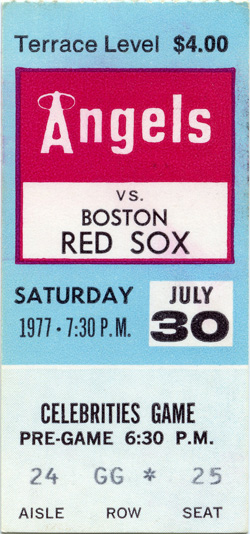 Terrace Level $4.00
Angels
VS.
BOSTON
RED SOX
SATURDAY JULY
1977 · 7:30 P.M. 30
CELEBRITIES GAME
PRE-GAME 6:30 P.M.
24 GG * 25
AISLE ROW SEAT